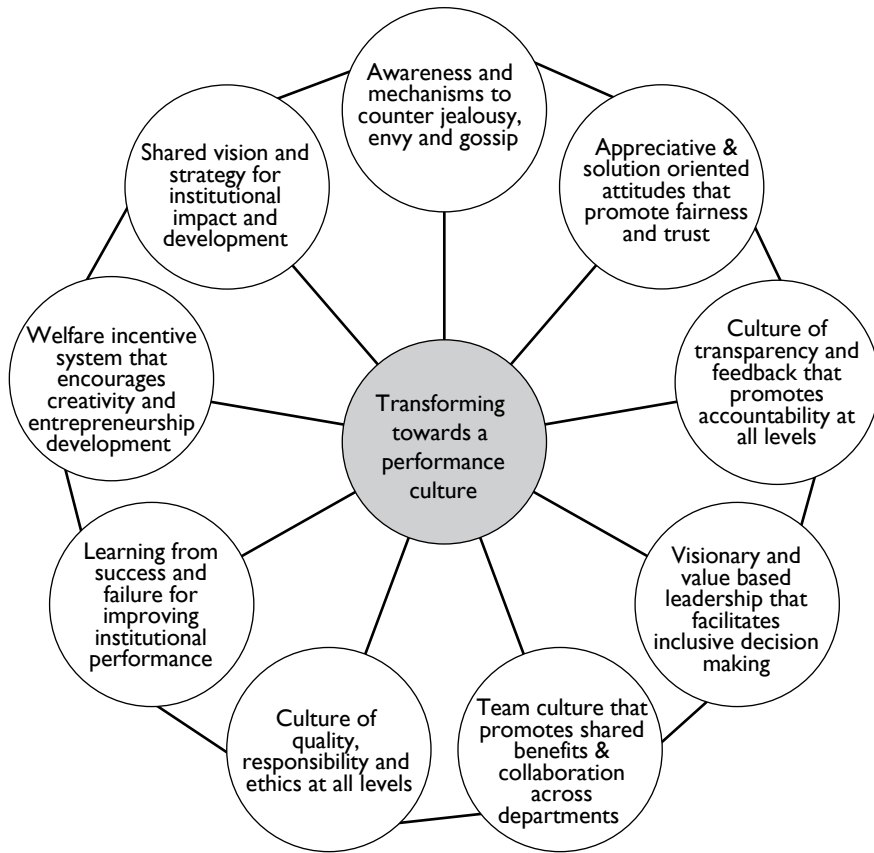 Awareness and
mechanisms to
counter jealousy,
envy and gossip
Appreciative &
solution oriented
attitudes that
promote fairness
and trust
Culture of
transparency and
feedback that
promotes
accountability at
all levels
Visionary and
value based
leadership that
facilitates
inclusive decision
making
Team culture that
promotes shared
benefits &
collaboration
across
departments
Culture of
quality,
responsibility and
ethics at all levels
Learning from
success and
failure for
improving
institutional
performance
Welfare incentive
system that
encourages
creativity and
entrepreneurship
development
Shared vision and
strategy for
institutional
impact and
development
Transforming
towards a
performance
culture